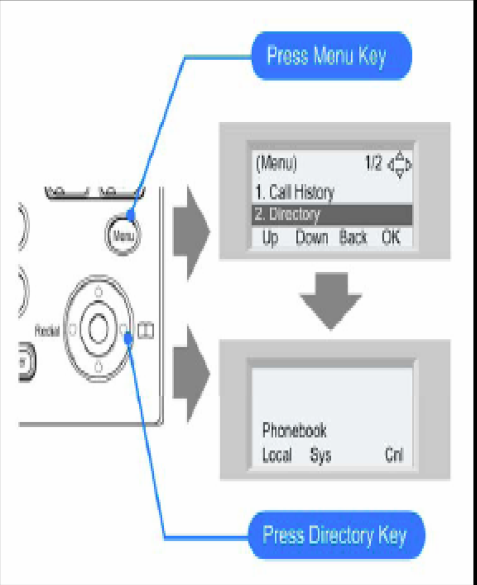 Press Menu Key
(Menu) 1/2
1. Call History
2. Directory
Up Down Back OK
Menu
Redial
Phonebook
Local Sys Cnl
Press Directory Key